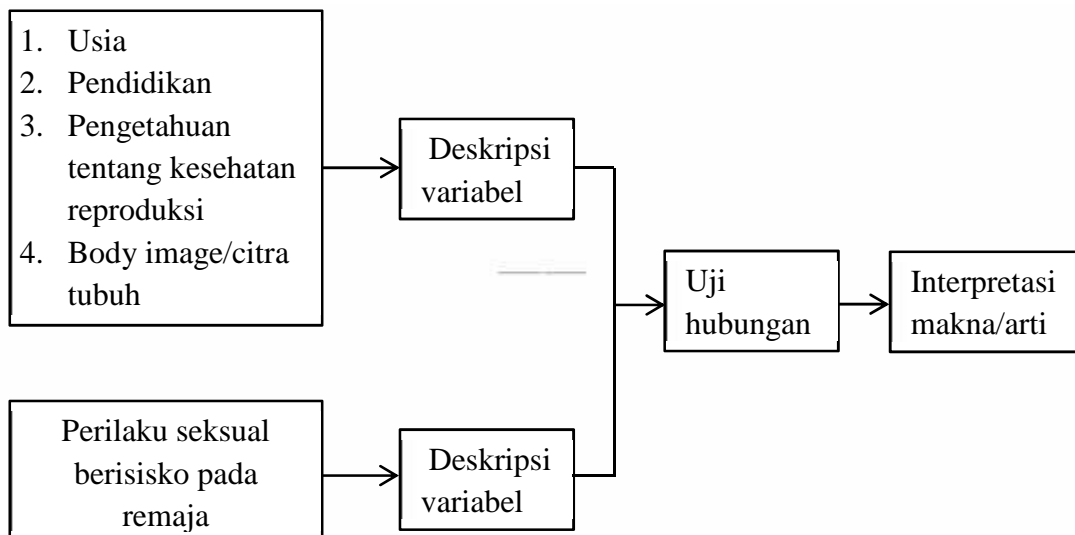 1. Usia
2. Pendidikan
3. Pengetahuan
tentang kesehatan
reproduksi
4. Body image/citra
tubuh
Deskripsi
variabel
Uji
hubungan
Interpretasi
makna/arti
Perilaku seksual
berisiko pada
remaja
Deskripsi
variabel